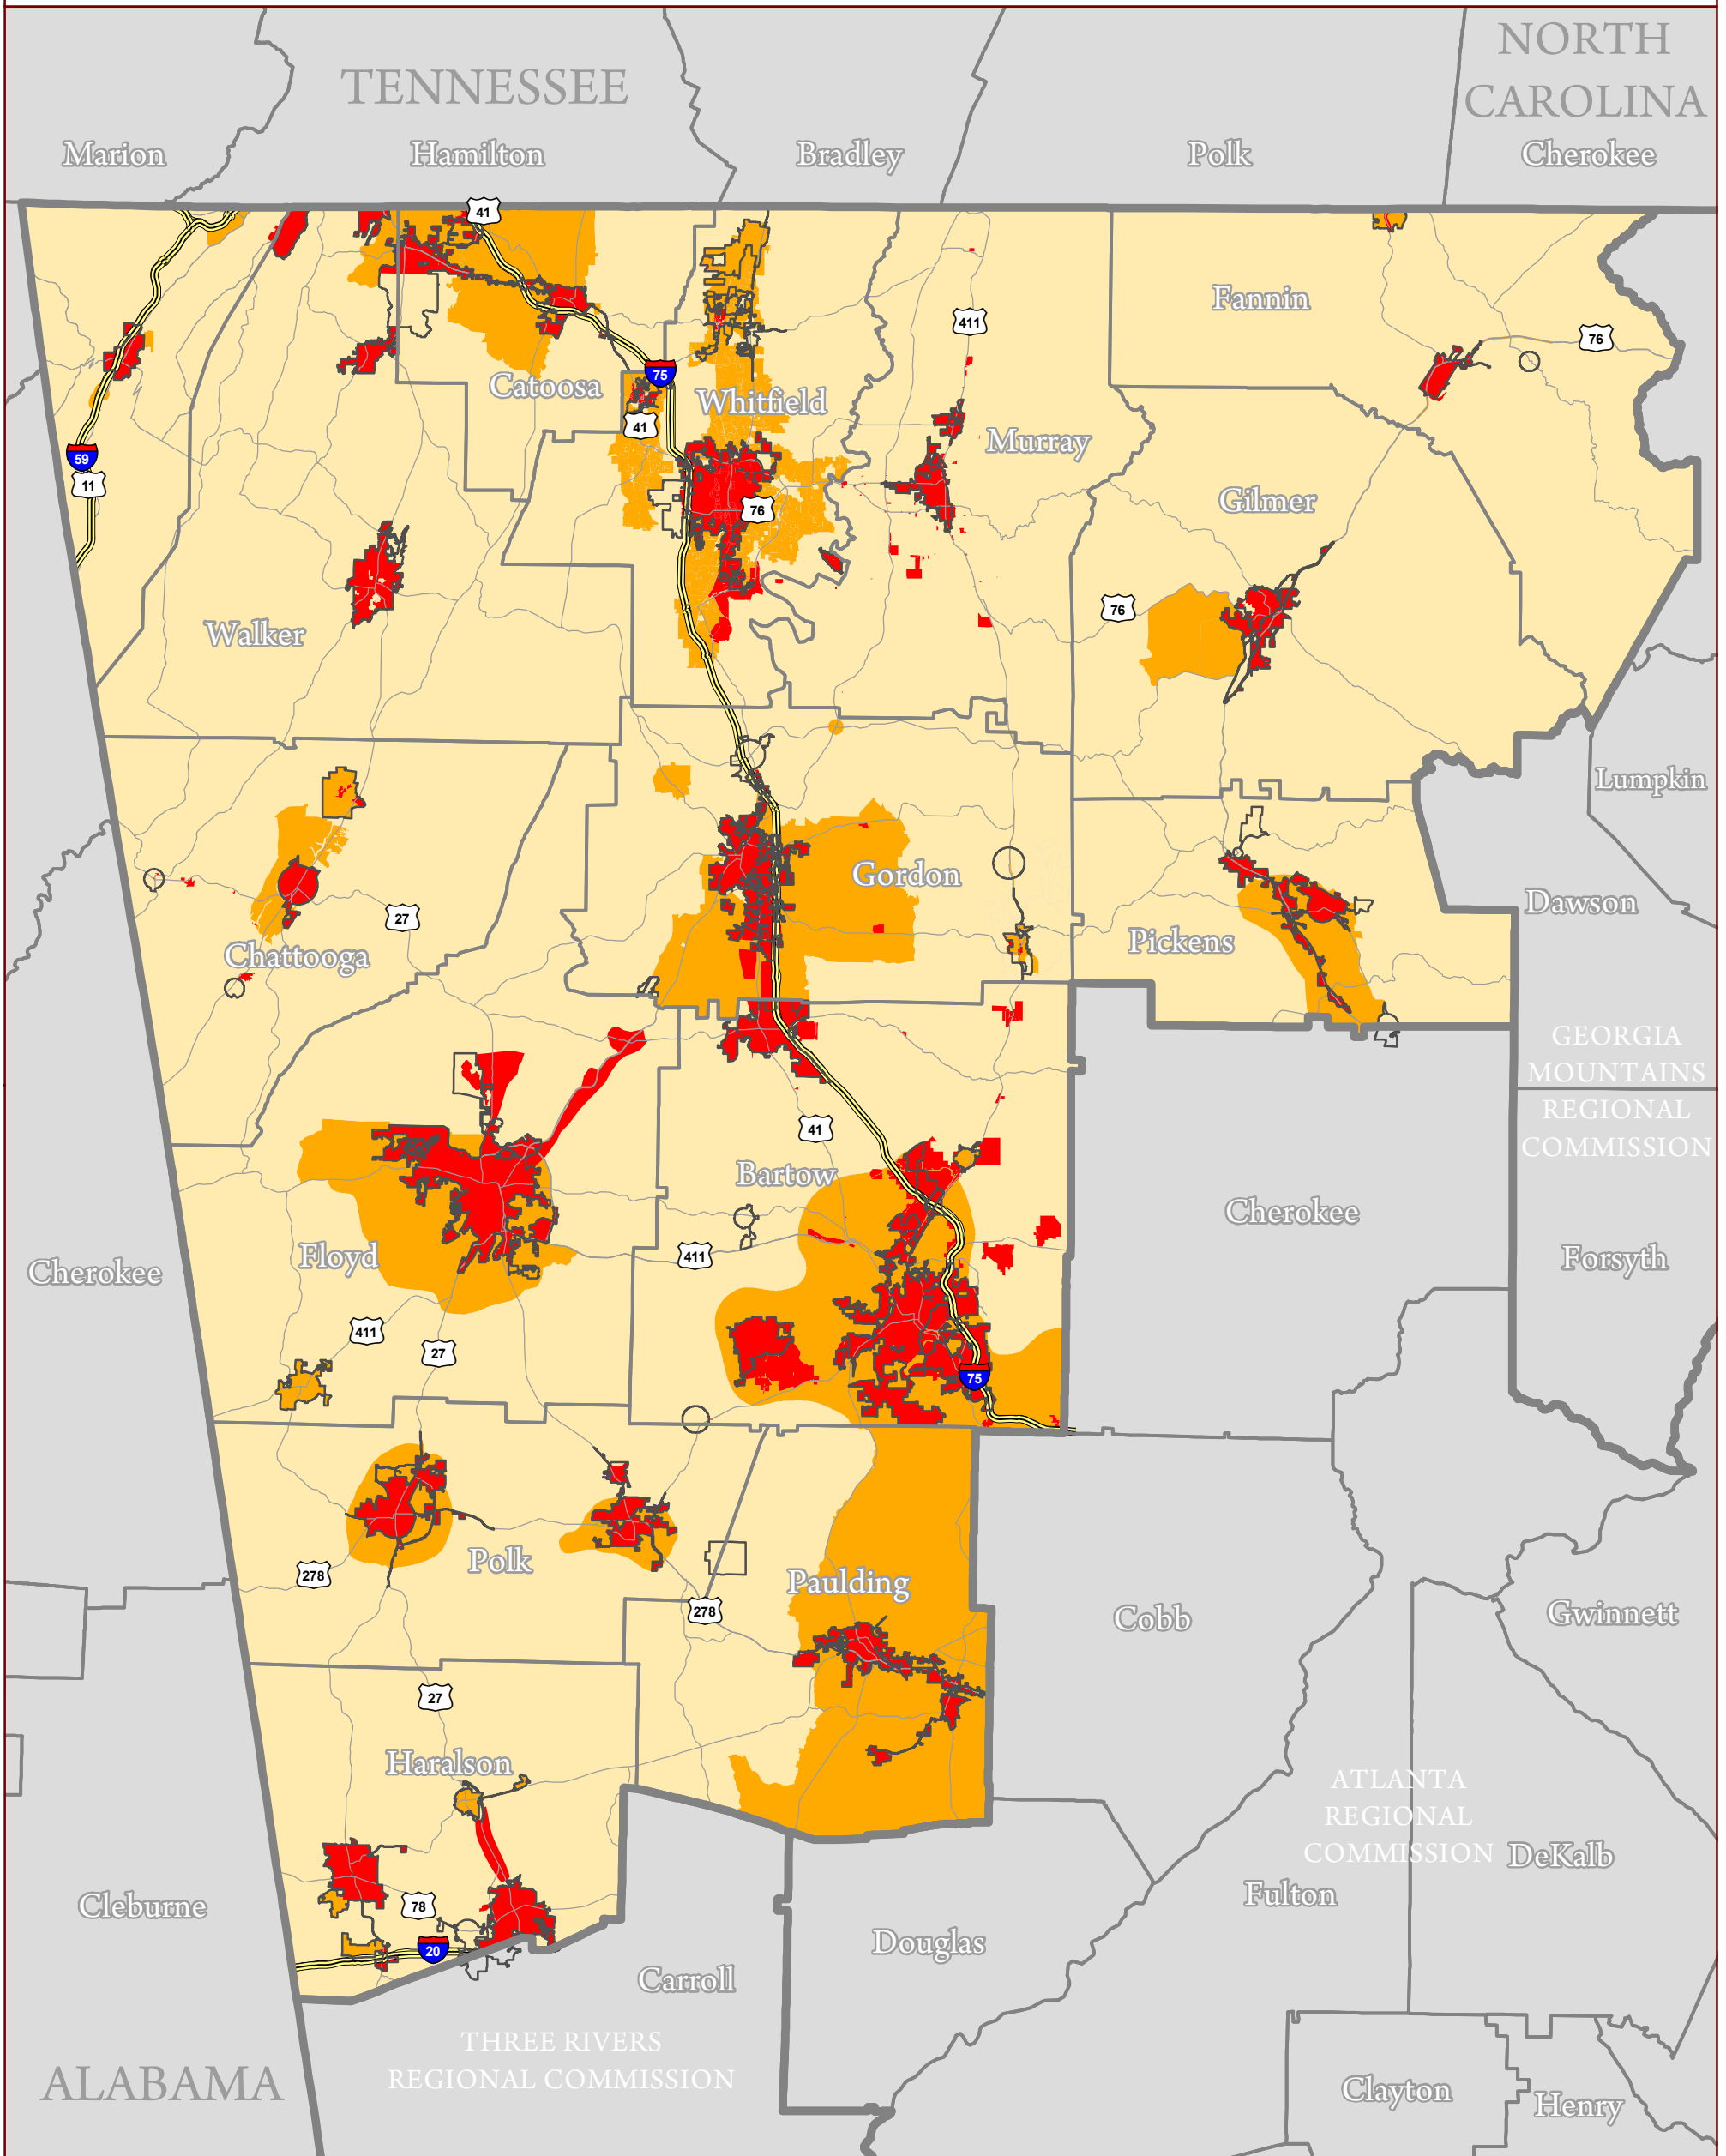 NORTH
CAROLINA
TENNESSEE
Marion
Hamilton
Bradley
Polk
Cherokee
41
Fannin
411
76
75
Catoosa
Whitfield
41
Murray
59
11
Gilmer
76
76
Walker
Lumpkin
Gordon
27
Dawson
Pickens
Chattooga
GEORGIA
MOUNTAINS
REGIONAL
COMMISSION
41
Bartow
Cherokee
Floyd
411
Forsyth
Cherokee
411
27
75
Polk
278
Paulding
278
Cobb
Gwinnett
27
Haralson
ATLANTA
REGIONAL
COMMISSION
DeKalb
Fulton
Cleburne
78
20
Douglas
Carroll
THREE RIVERS
REGIONAL COMMISSION
ALABAMA
Clayton
Henry